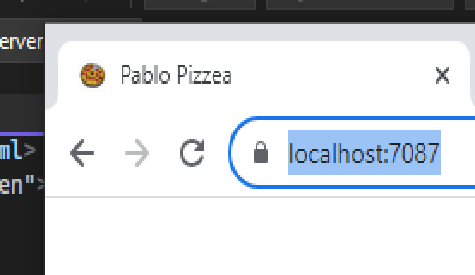 erver
Pablo Pizzea
localhost:7087
ml>
en">